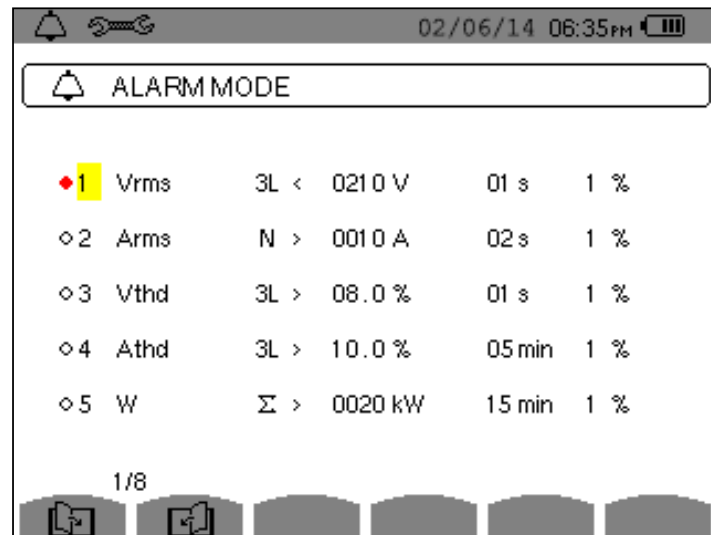 02/06/14 06:35PM
ALARM MODE
1 Vrms 3L < 0210 V 01 s 1 %
2 Arms N > 0010 A 02 s 1 %
3 Vthd 3L > 08.0 % 01 s 1 %
4 Athd 3L > 10.0 % 05 min 1 %
5 W Σ > 0020 kW 15 min 1 %
1/8